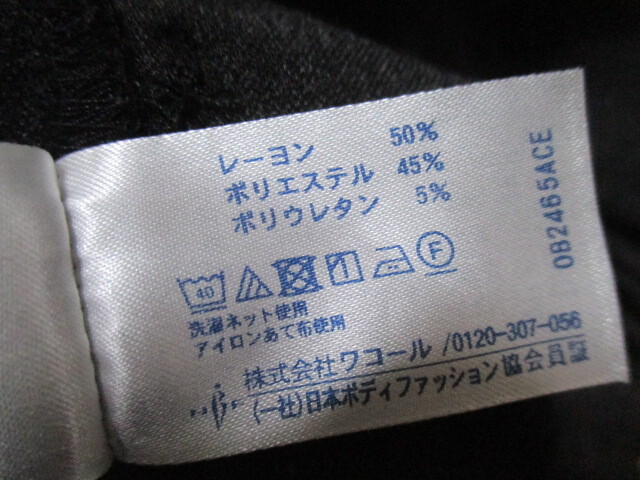 レーヨン 50%
ポリエステル 45%
ポリウレタン 5%
40 F
洗濯ネット使用
アイロンあて布使用
株式会社ワコール/0120-307-056
(一社)日本ボディファッション協会員製
OB2465ACE